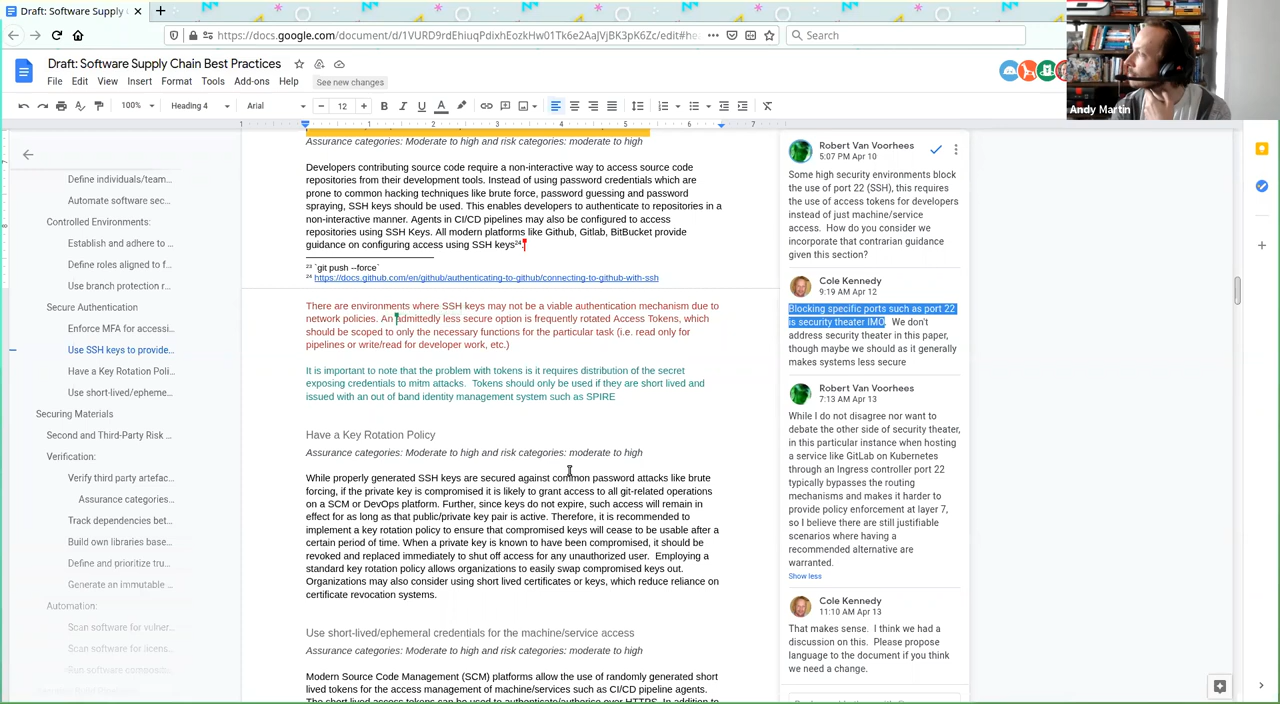 Draft: Software Supply
https://docs.google.com/document/d/1VURD9rdEhiuqPdixhEozkHw01Tk6e2AaJVjBK3pK6Zc/edit#he
Search
Draft: Software Supply Chain Best Practices
File Edit View Insert Format Tools Add-ons Help See new changes
100% Heading 4 Arial 12
Andy Martin
1 1 2 3 4 5 6 7
Define individuals/team...
Automate software sec...
Controlled Environments:
Establish and adhere to ...
Define roles aligned to f...
Use branch protection r...
Secure Authentication
Enforce MFA for accessi...
Use SSH keys to provide...
Have a Key Rotation Poli...
Use short-lived/epheme...
Securing Materials
Second and Third-Party Risk ...
Verification:
Verify third party artefac...
Assurance categories...
Track dependencies bet...
Build own libraries base...
Define and prioritize tru...
Generate an immutable ...
Automation:
Scan software for vulner...
Scan software for licens...
Run software composi...
Assurance categories: Moderate to high and risk categories: moderate to high
Developers contributing source code require a non-interactive way to access source code
repositories from their development tools. Instead of using password credentials which are
prone to common hacking techniques like brute force, password guessing and password
spraying, SSH keys should be used. This enables developers to authenticate to repositories in a
non-interactive manner. Agents in CI/CD pipelines may also be configured to access
repositories using SSH Keys. All modern platforms like Github, Gitlab, BitBucket provide
guidance on configuring access using SSH keys²⁴.
²³ `git push --force`
²⁴ https://docs.github.com/en/github/authenticating-to-github/connecting-to-github-with-ssh
There are environments where SSH keys may not be a viable authentication mechanism due to
network policies. An admittedly less secure option is frequently rotated Access Tokens, which
should be scoped to only the necessary functions for the particular task (i.e. read only for
pipelines or write/read for developer work, etc.)
It is important to note that the problem with tokens is it requires distribution of the secret
exposing credentials to mitm attacks. Tokens should only be used if they are short lived and
issued with an out of band identity management system such as SPIRE
Have a Key Rotation Policy
Assurance categories: Moderate to high and risk categories: moderate to high
While properly generated SSH keys are secured against common password attacks like brute
forcing, if the private key is compromised it is likely to grant access to all git-related operations
on a SCM or DevOps platform. Further, since keys do not expire, such access will remain in
effect for as long as that public/private key pair is active. Therefore, it is recommended to
implement a key rotation policy to ensure that compromised keys will cease to be usable after a
certain period of time. When a private key is known to have been compromised, it should be
revoked and replaced immediately to shut off access for any unauthorized user. Employing a
standard key rotation policy allows organizations to easily swap compromised keys out.
Organizations may also consider using short lived certificates or keys, which reduce reliance on
certificate revocation systems.
Use short-lived/ephemeral credentials for the machine/service access
Assurance categories: Moderate to high and risk categories: moderate to high
Modern Source Code Management (SCM) platforms allow the use of randomly generated short
lived tokens for the access management of machine/services such as CI/CD pipeline agents.
Robert Van Voorhees
5:07 PM Apr 10
Some high security environments block
the use of port 22 (SSH), this requires
the use of access tokens for developers
instead of just machine/service
access. How do you consider we
incorporate that contrarian guidance
given this section?
Cole Kennedy
9:19 AM Apr 12
Blocking specific ports such as port 22
is security theater IMO. We don't
address security theater in this paper,
though maybe we should as it generally
makes systems less secure
Robert Van Voorhees
7:13 AM Apr 13
While I do not disagree nor want to
debate the other side of security theater,
in this particular instance when hosting
a service like GitLab on Kubernetes
through an Ingress controller port 22
typically bypasses the routing
mechanisms and makes it harder to
provide policy enforcement at layer 7,
so I believe there are still justifiable
scenarios where having a
recommended alternative are
warranted.
Show less
Cole Kennedy
11:10 AM Apr 13
That makes sense. I think we had a
discussion on this. Please propose
language to the document if you think
we need a change.